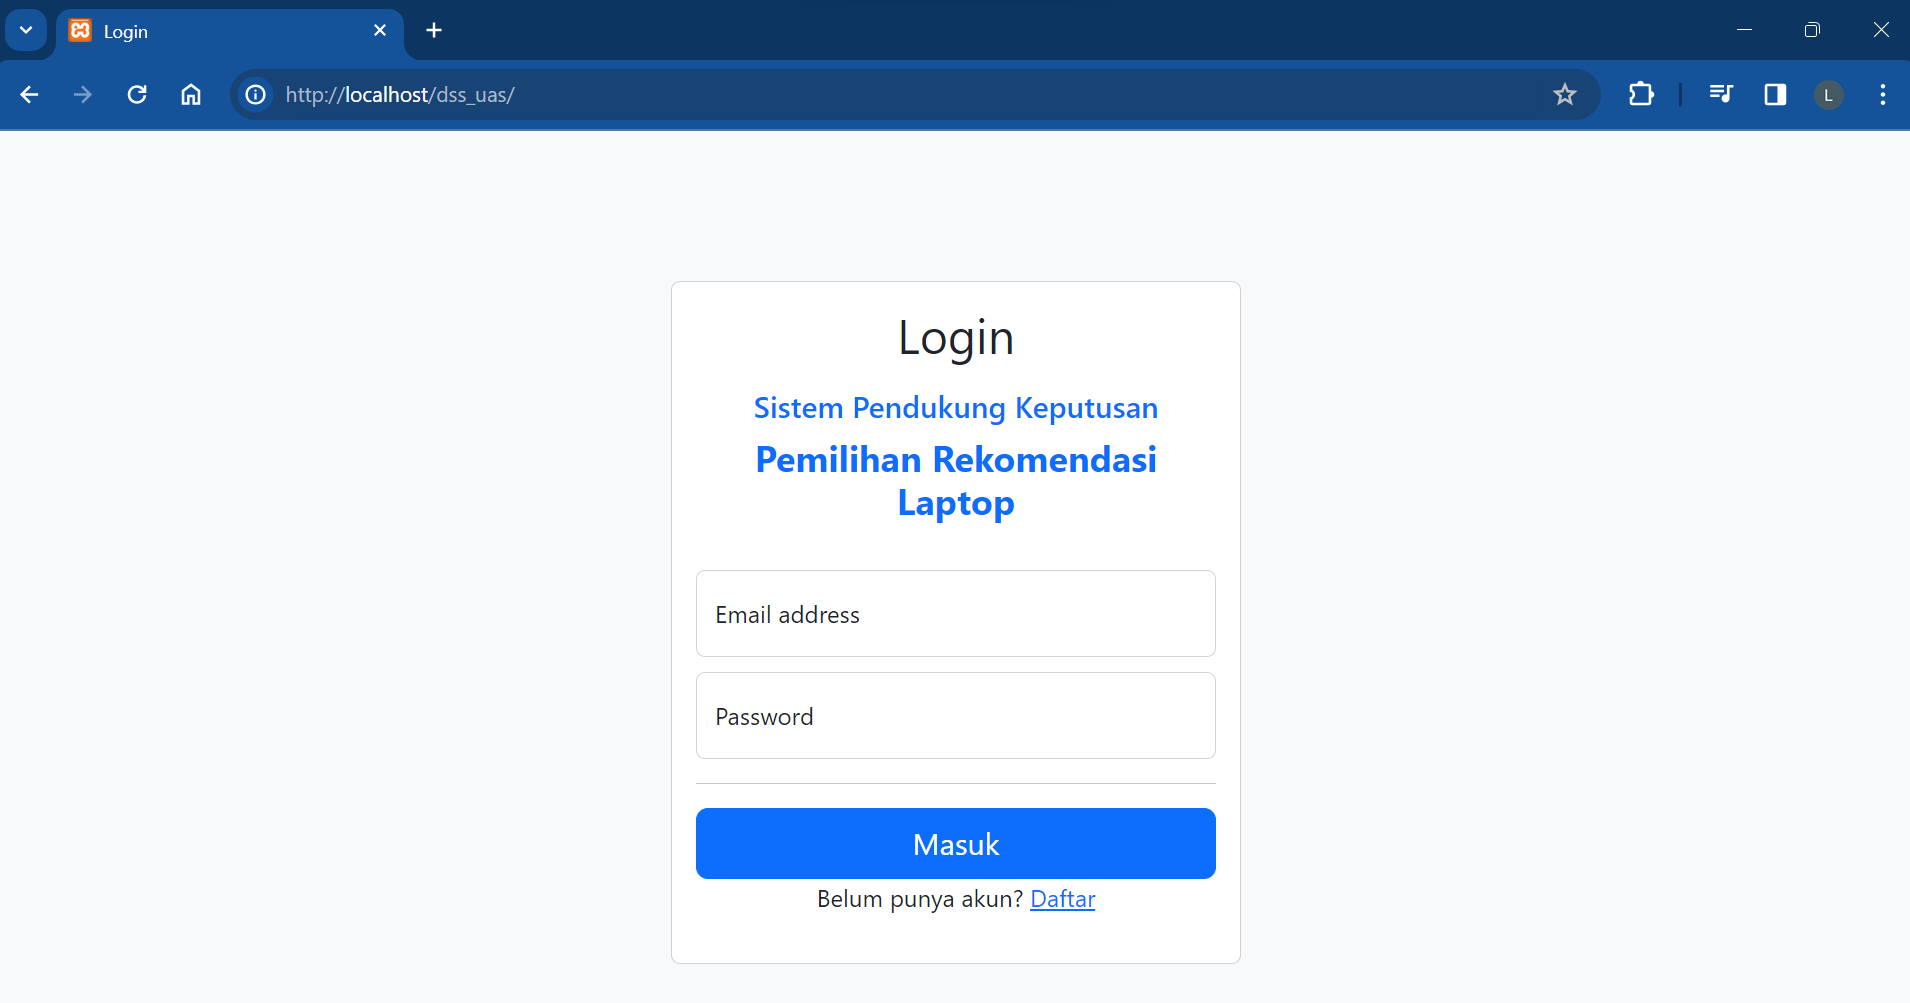 Login
http://localhost/dss_uas/
L
Login
Sistem Pendukung Keputusan
Pemilihan Rekomendasi
Laptop
Email address
Password
Masuk
Belum punya akun? Daftar